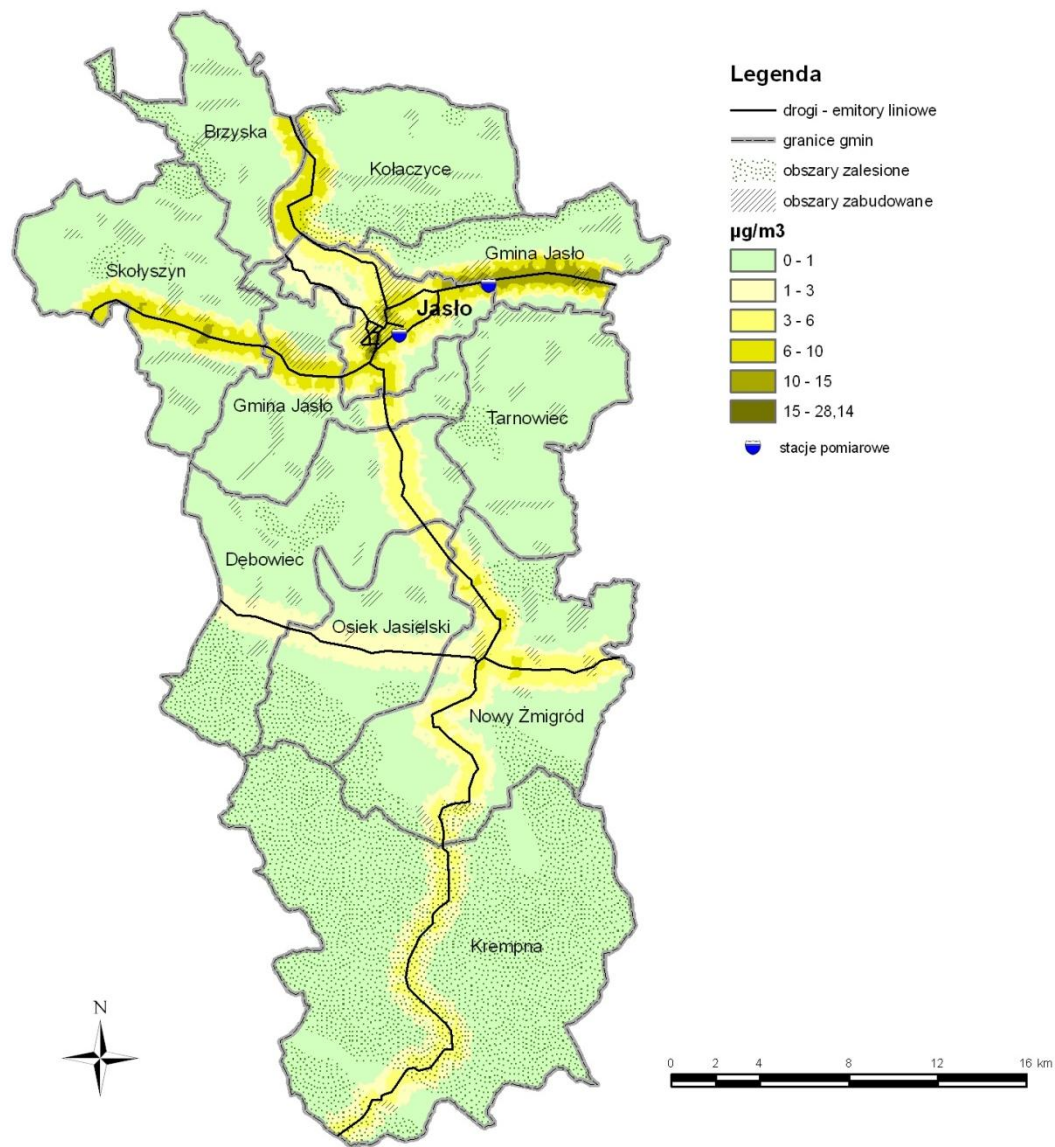 Legenda
drogi - emitory liniowe
granice gmin
obszary zalesione
obszary zabudowane
µg/m3
0 - 1
1 - 3
3 - 6
6 - 10
10 - 15
15 - 28,14
stacje pomiarowe
Brzyska
Kołaczyce
Gmina Jasło
Skołyszyn
Jasło
Gmina Jasło
Tarnowiec
Dębowiec
Osiek Jasielski
Nowy Żmigród
Krempna
N
0 2 4 8 12 16 km